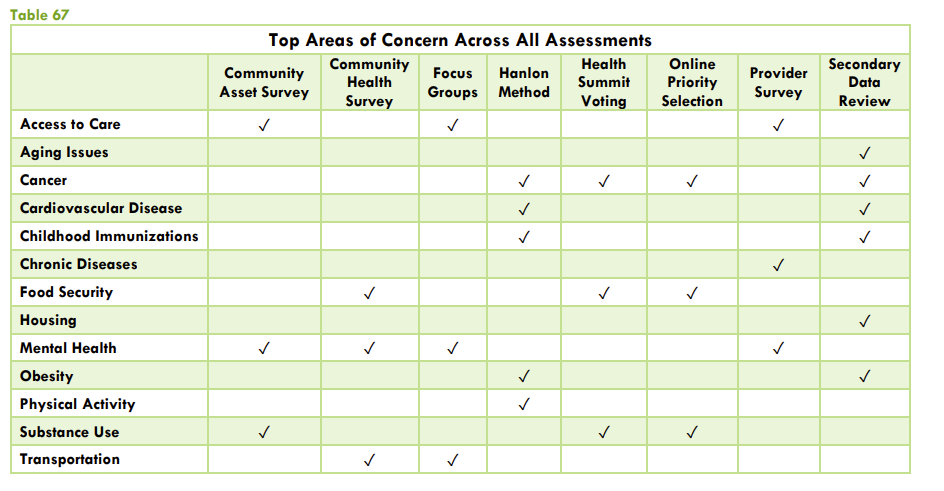 Table 67
Top Areas of Concern Across All Assessments
Community Asset Survey | Community Health Survey | Focus Groups | Hanlon Method | Health Summit Voting | Online Priority Selection | Provider Survey | Secondary Data Review
Access to Care | ✓ | | ✓ | | | | ✓ |
Aging Issues | | | | | | | | ✓
Cancer | | | | ✓ | ✓ | ✓ | | ✓
Cardiovascular Disease | | | | ✓ | | | | ✓
Childhood Immunizations | | | | ✓ | | | | ✓
Chronic Diseases | | | | | | | ✓ |
Food Security | | ✓ | | | ✓ | ✓ | |
Housing | | | | | | | | ✓
Mental Health | ✓ | ✓ | ✓ | | | | ✓ |
Obesity | | | | ✓ | | | | ✓
Physical Activity | | | | ✓ | | | |
Substance Use | ✓ | | | | ✓ | ✓ | |
Transportation | | ✓ | ✓ | | | | |